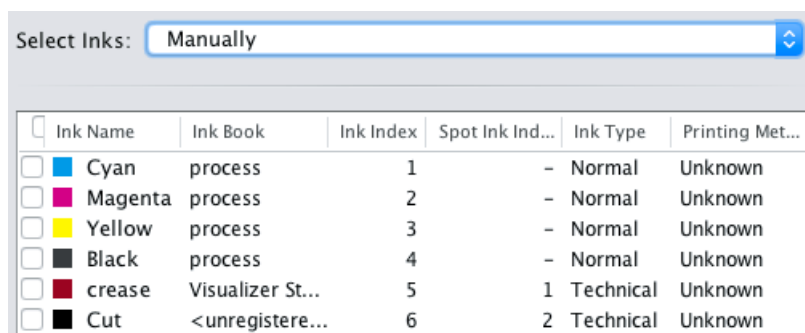 Select Inks: Manually
Ink Name Ink Book Ink Index Spot Ink Ind... Ink Type Printing Met...
Cyan process 1 – Normal Unknown
Magenta process 2 – Normal Unknown
Yellow process 3 – Normal Unknown
Black process 4 – Normal Unknown
crease Visualizer St... 5 1 Technical Unknown
Cut <unregistere... 6 2 Technical Unknown